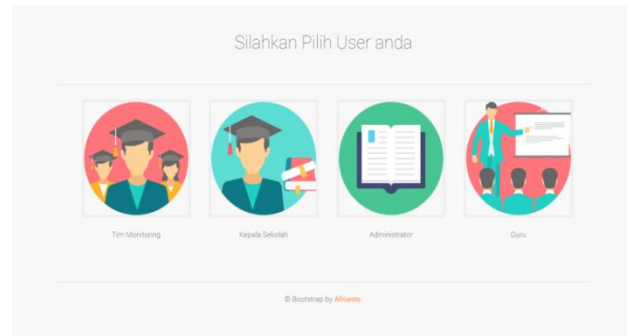 Silahkan Pilih User anda
Tim Monitoring
Kepala Sekolah
Administrator
Guru
© Bootstrap by Afrianto